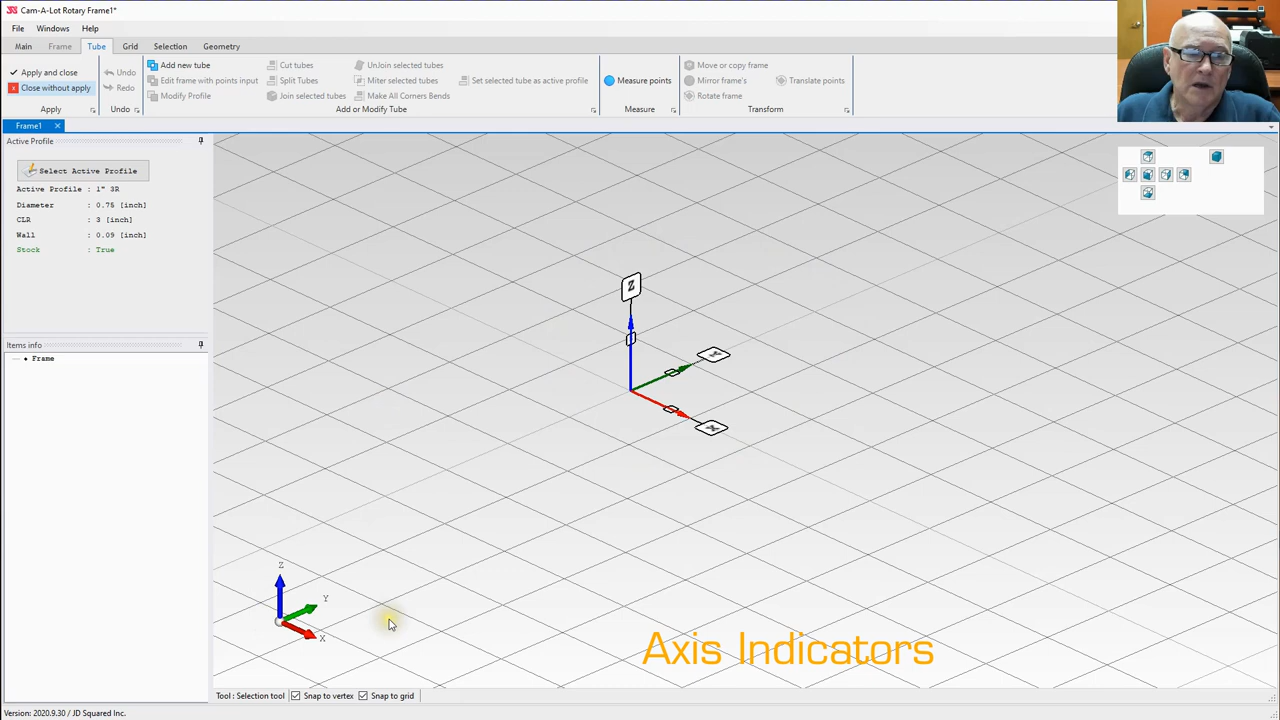 Cam-A-Lot Rotary Frame1*
File Windows Help
Main Frame Tube Grid Selection Geometry
Apply and close
Close without apply
Apply
Undo
Redo
Undo
Add new tube
Edit frame with points input
Modify Profile
Cut tubes
Split Tubes
Join selected tubes
UnJoin selected tubes
Miter selected tubes
Make All Corners Bends
Set selected tube as active profile
Add or Modify Tube
Measure points
Measure
Move or copy frame
Mirror frame's
Rotate frame
Translate points
Transform
Frame1
Active Profile
Select Active Profile
Active Profile : 1" 3R
Diameter : 0.75 [inch]
CLR : 3 [inch]
Wall : 0.09 [inch]
Stock : True
Items info
Frame
Z
Z
Y
X
Axis Indicators
Tool : Selection tool Snap to vertex Snap to grid
Version: 2020.9.30 / JD Squared Inc.